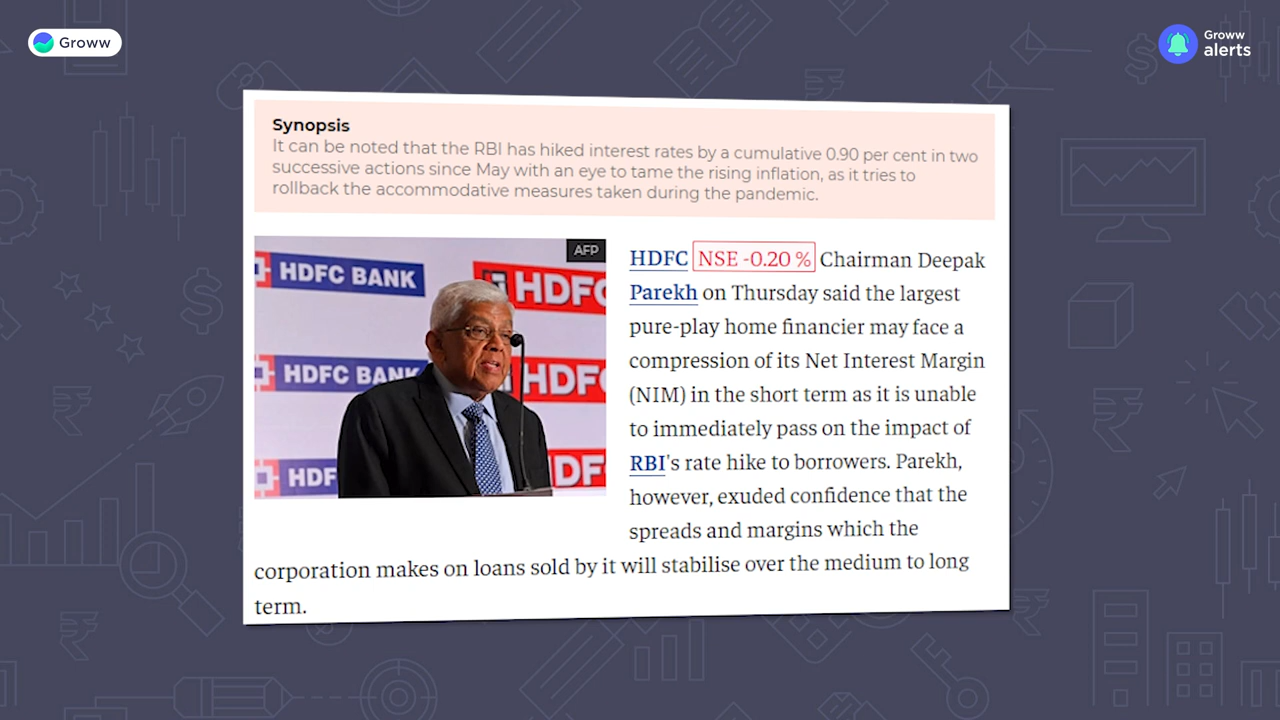 Groww
Groww
alerts
Synopsis
It can be noted that the RBI has hiked interest rates by a cumulative 0.90 per cent in two
successive actions since May with an eye to tame the rising inflation, as it tries to
rollback the accommodative measures taken during the pandemic.
AFP
HDFC BANK
HDFC
HDFC BANK
HDFC
HDF
DFC
HDFC NSE -0.20 % Chairman Deepak
Parekh on Thursday said the largest
pure-play home financier may face a
compression of its Net Interest Margin
(NIM) in the short term as it is unable
to immediately pass on the impact of
RBI's rate hike to borrowers. Parekh,
however, exuded confidence that the
spreads and margins which the
corporation makes on loans sold by it will stabilise over the medium to long
term.